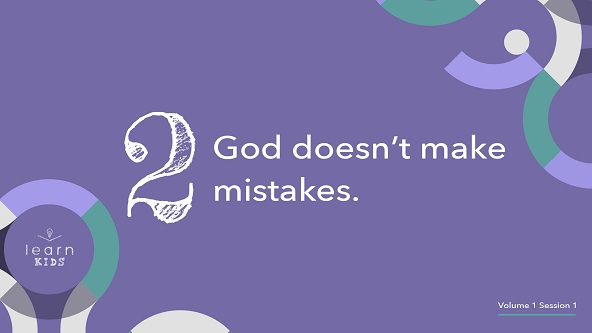 2
God doesn't make
mistakes.
learn
KIDS
Volume 1 Session 1